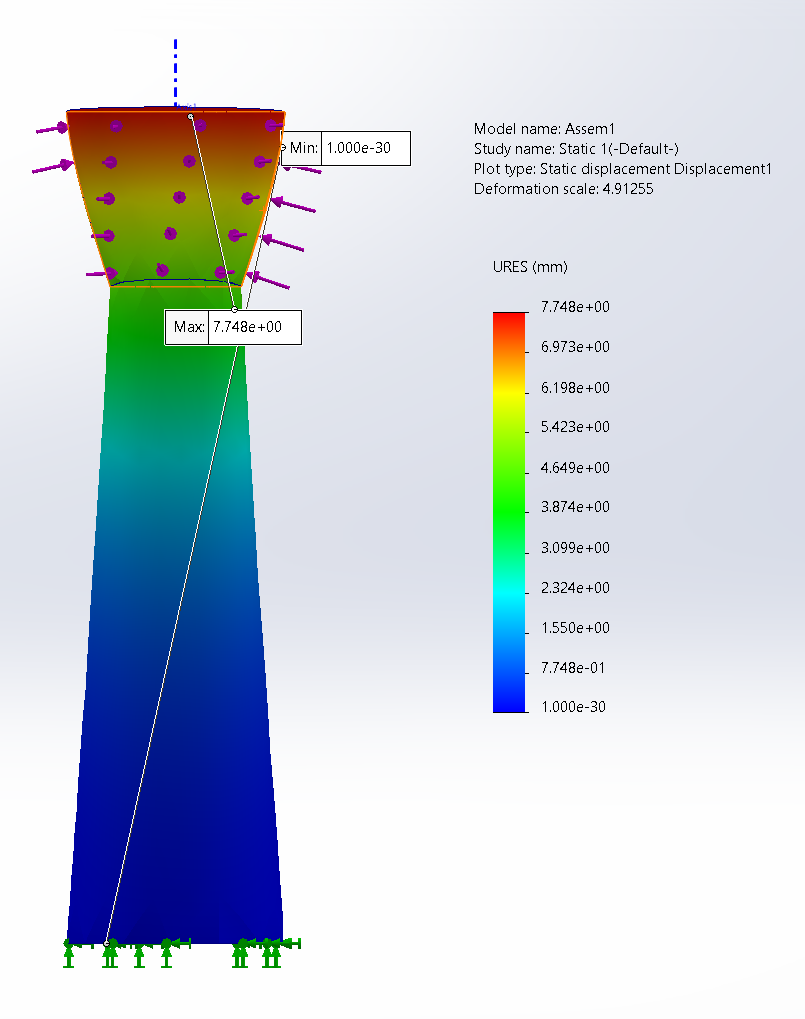 Model name: Assem1
Study name: Static 1(-Default-)
Plot type: Static displacement Displacement1
Deformation scale: 4.91255
Min: 1.000e-30
URES (mm)
7.748e+00
6.973e+00
6.198e+00
5.423e+00
4.649e+00
3.874e+00
3.099e+00
2.324e+00
1.550e+00
7.748e-01
1.000e-30
Max: 7.748e+00